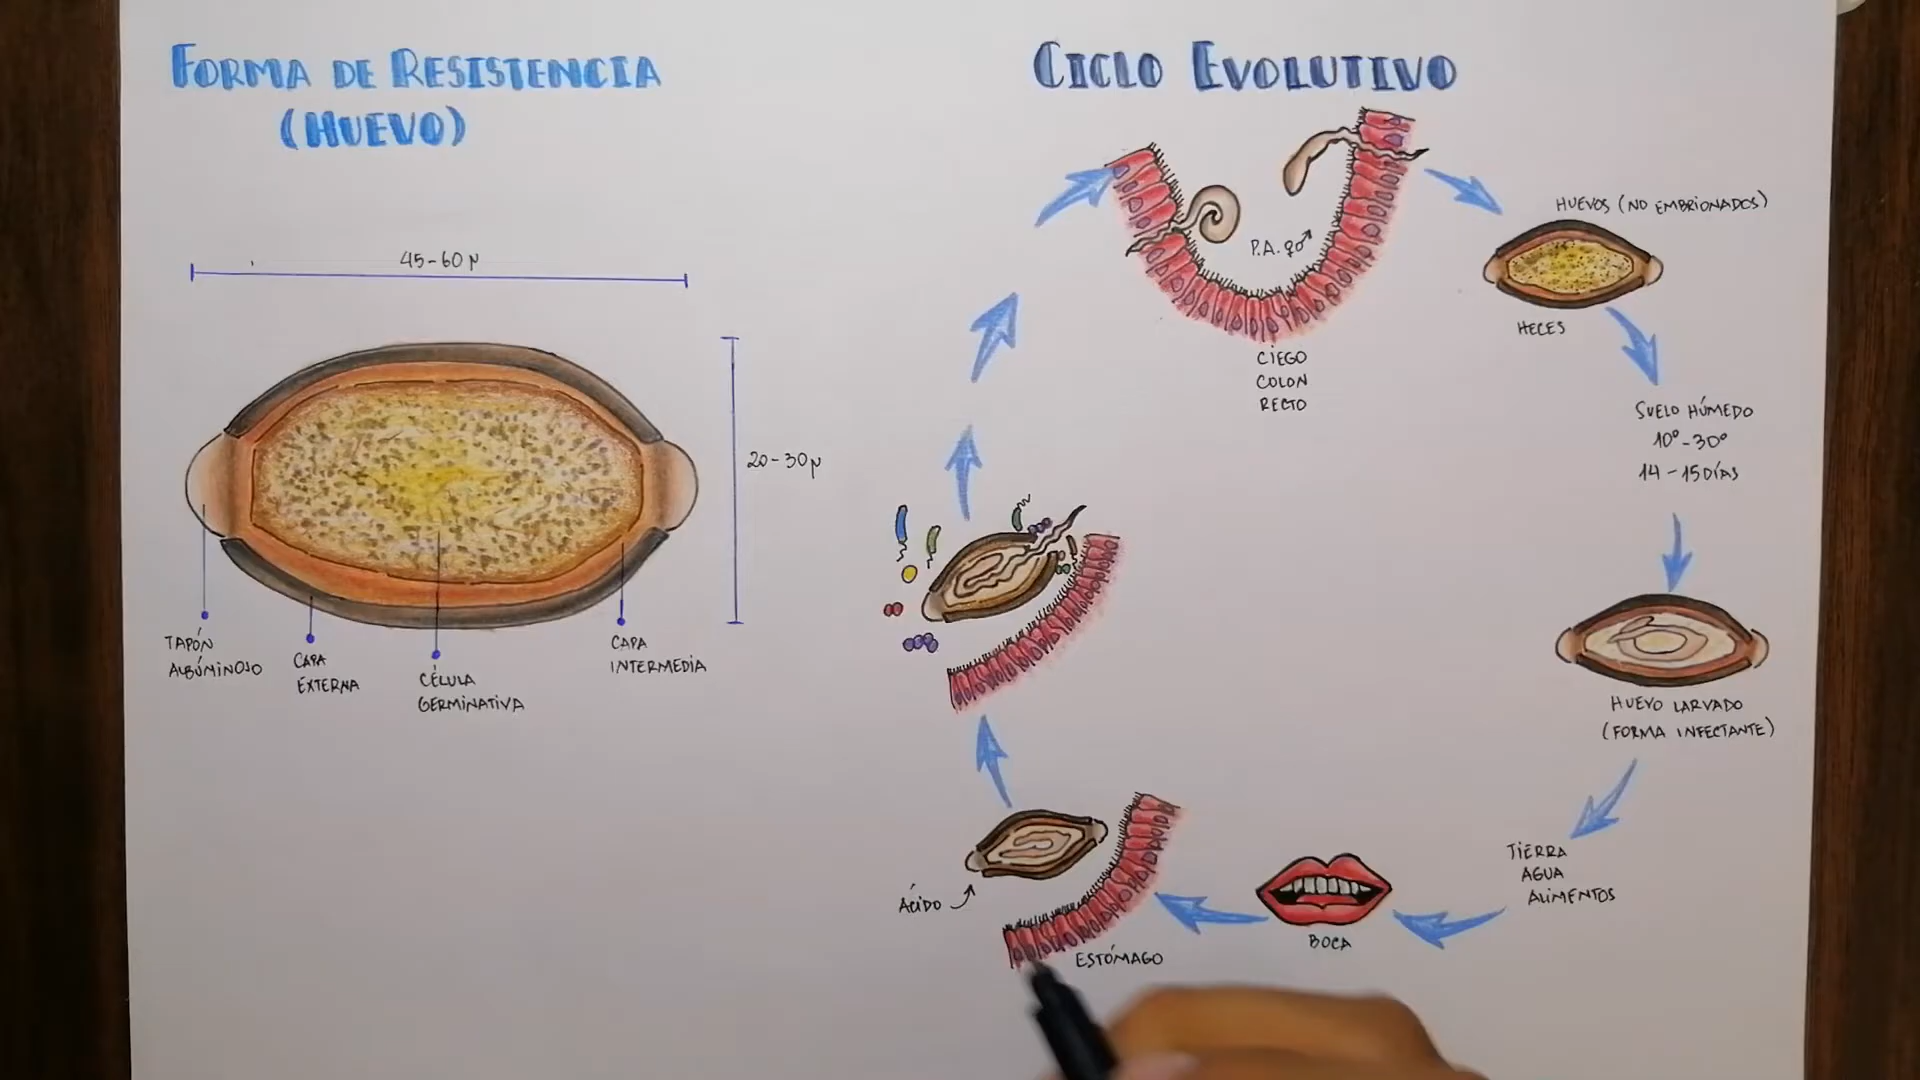 FORMA DE RESISTENCIA
(HUEVO)
45-60 µ
20-30 µ
TAPÓN
ALBÚMINOSO
CAPA
EXTERNA
CÉLULA
GERMINATIVA
CAPA
INTERMEDIA
CICLO EVOLUTIVO
P.A. ♀♂
CIEGO
COLON
RECTO
HUEVOS (NO EMBRIONADOS)
HECES
SUELO HÚMEDO
10°-30°
14-15 DÍAS
HUEVO LARVADO
(FORMA INFECTANTE)
TIERRA
AGUA
ALIMENTOS
BOCA
ESTÓMAGO
ÁCIDO